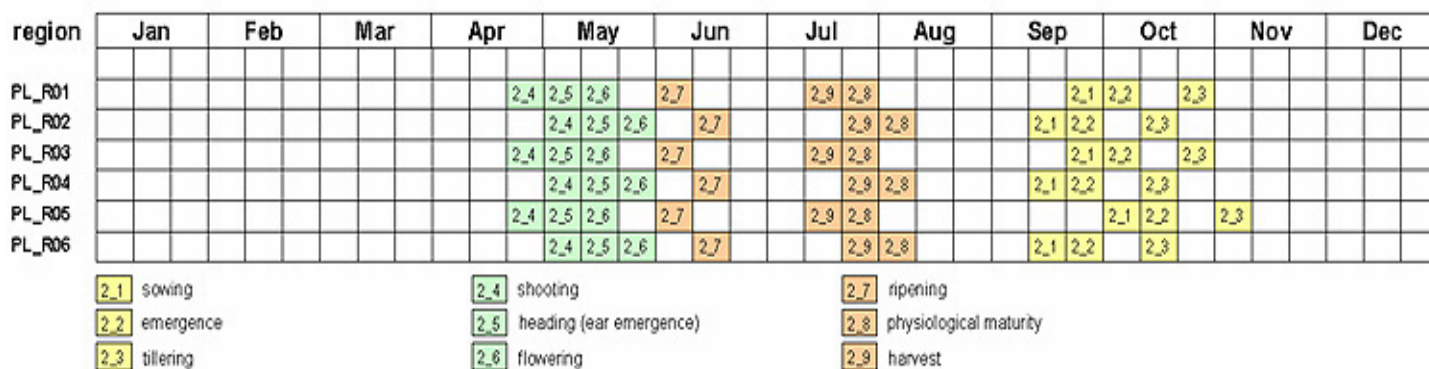 region Jan Feb Mar Apr May Jun Jul Aug Sep Oct Nov Dec
PL_R01 2_4 2_5 2_6 2_7 2_9 2_8 2_1 2_2 2_3
PL_R02 2_4 2_5 2_6 2_7 2_9 2_8 2_1 2_2 2_3
PL_R03 2_4 2_5 2_6 2_7 2_9 2_8 2_1 2_2 2_3
PL_R04 2_4 2_5 2_6 2_7 2_9 2_8 2_1 2_2 2_3
PL_R05 2_4 2_5 2_6 2_7 2_9 2_8 2_1 2_2 2_3
PL_R06 2_4 2_5 2_6 2_7 2_9 2_8 2_1 2_2 2_3
2_1 sowing 2_4 shooting 2_7 ripening
2_2 emergence 2_5 heading (ear emergence) 2_8 physiological maturity
2_3 tillering 2_6 flowering 2_9 harvest